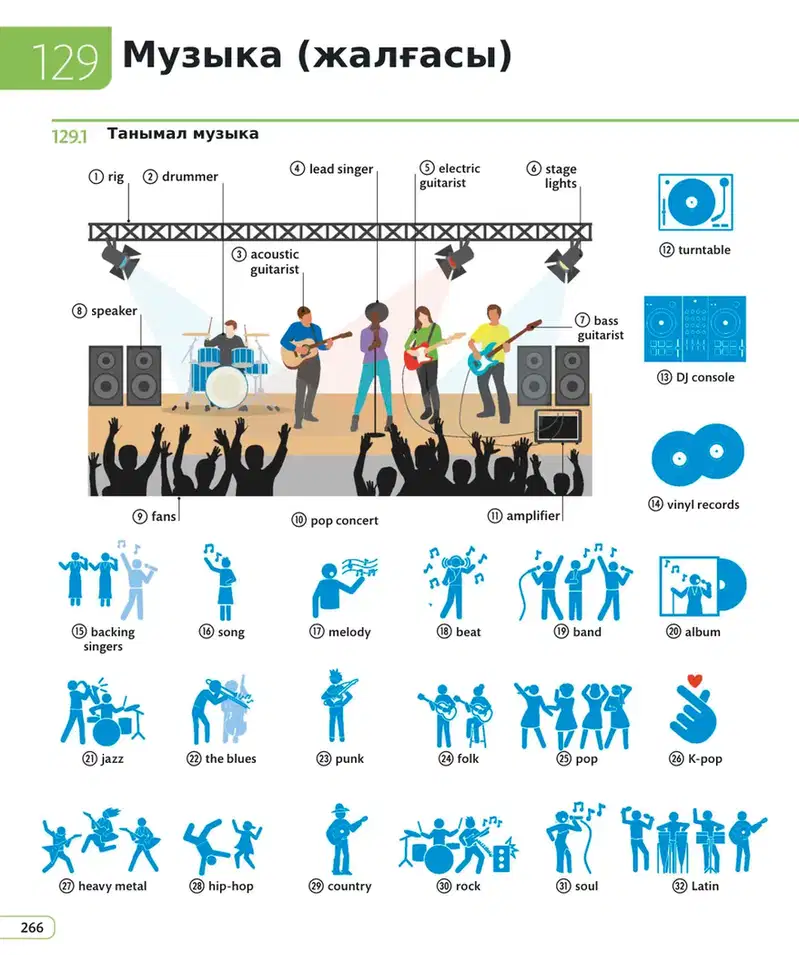 129
Музыка (жалғасы)
129.1 Танымал музыка
① rig
② drummer
③ acoustic
guitarist
④ lead singer
⑤ electric
guitarist
⑥ stage
lights
⑦ bass
guitarist
⑧ speaker
⑨ fans
⑩ pop concert
⑪ amplifier
⑫ turntable
⑬ DJ console
⑭ vinyl records
⑮ backing
singers
⑯ song
⑰ melody
⑱ beat
⑲ band
⑳ album
㉑ jazz
㉒ the blues
㉓ punk
㉔ folk
㉕ pop
㉖ K-pop
㉗ heavy metal
㉘ hip-hop
㉙ country
㉚ rock
㉛ soul
㉜ Latin
266